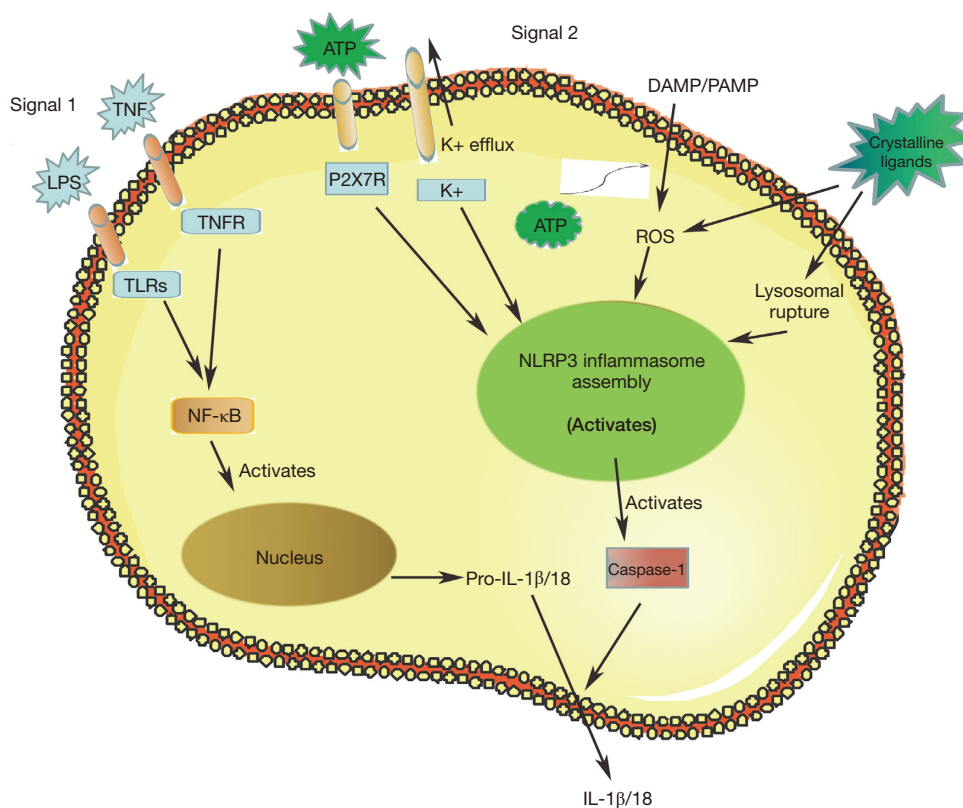 Signal 2
ATP
Signal 1
TNF
DAMP/PAMP
LPS
K+ efflux
Crystalline
ligands
P2X7R
K+
TNFR
ATP
ROS
TLRs
Lysosomal
rupture
NLRP3 inflammasome
assembly
(Activates)
NF-κB
Activates
Activates
Nucleus
Pro-IL-1β/18
Caspase-1
IL-1β/18